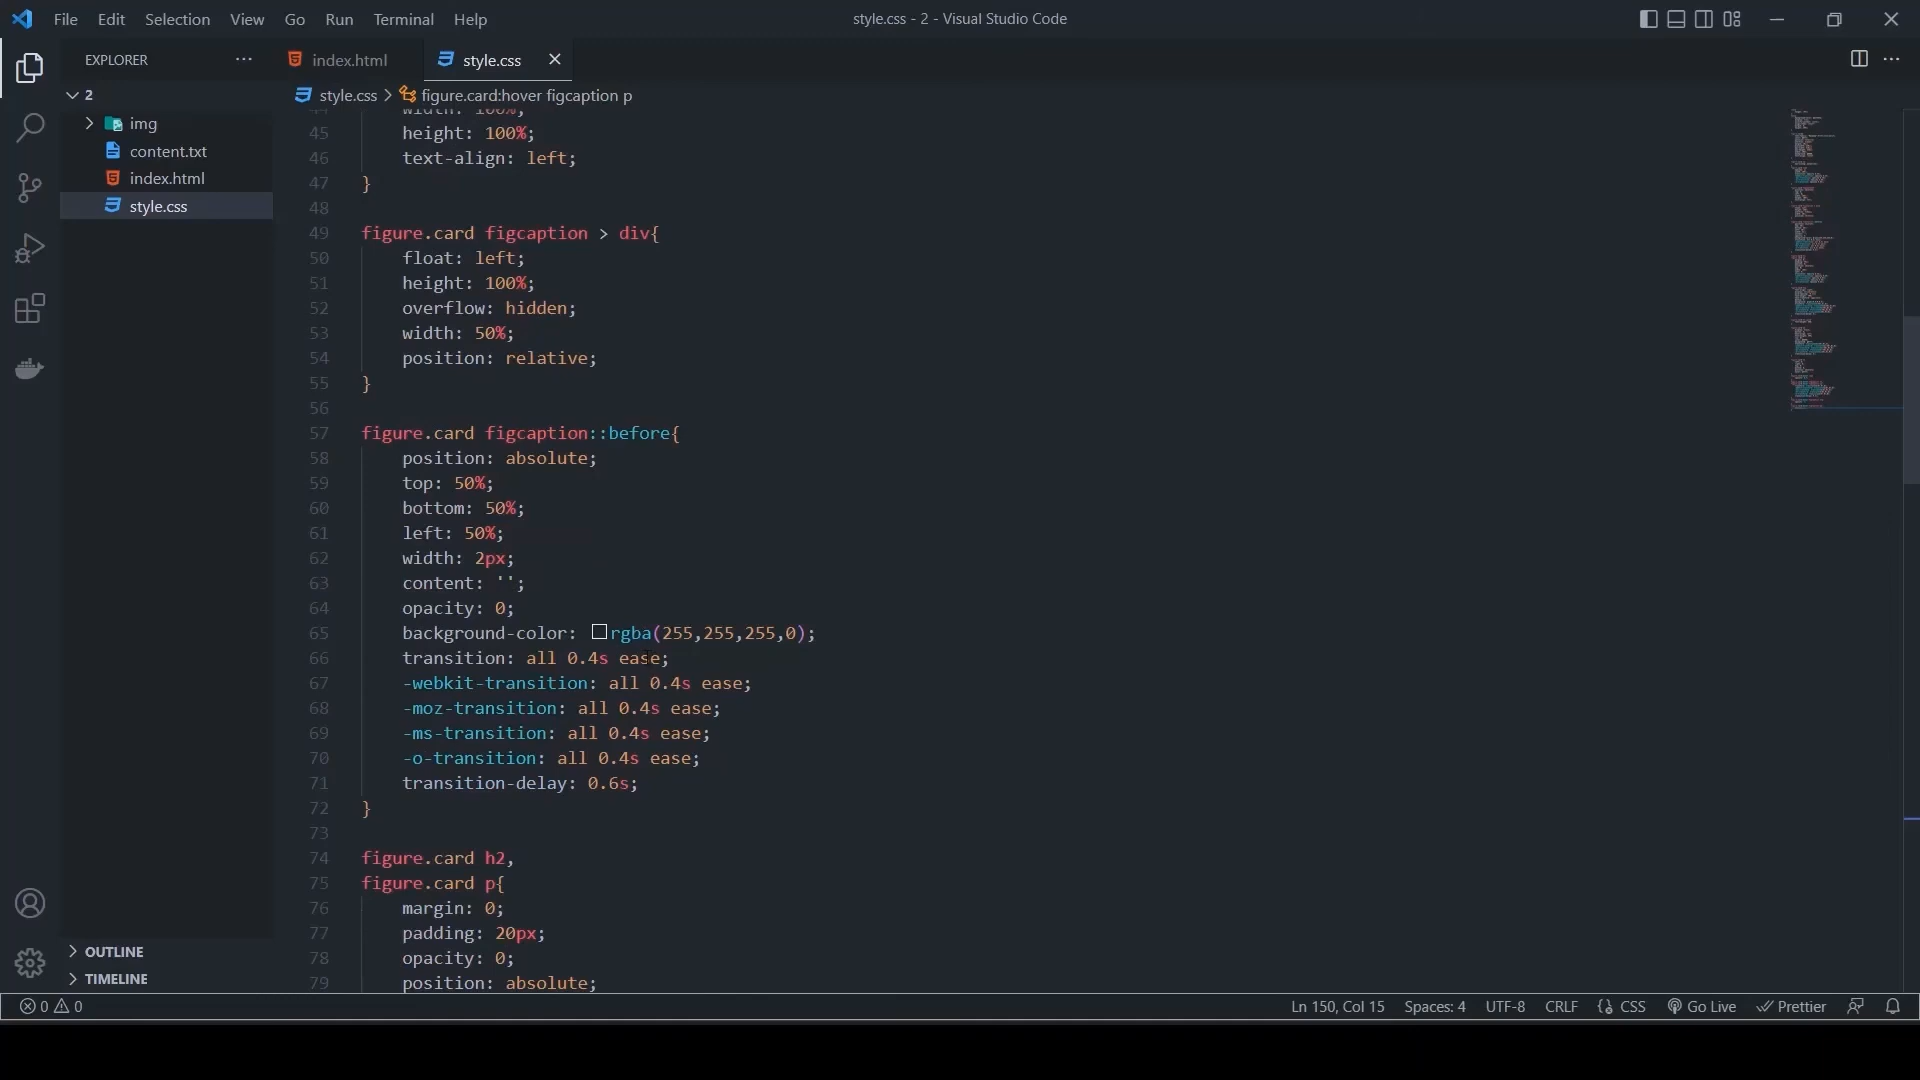 File Edit Selection View Go Run Terminal Help
style.css - 2 - Visual Studio Code
EXPLORER
index.html
style.css
2
style.css > figure.card:hover figcaption p
img
content.txt
index.html
style.css
44 width: 100%;
45 height: 100%;
46 text-align: left;
47 }
48
49 figure.card figcaption > div{
50 float: left;
51 height: 100%;
52 overflow: hidden;
53 width: 50%;
54 position: relative;
55 }
56
57 figure.card figcaption::before{
58 position: absolute;
59 top: 50%;
60 bottom: 50%;
61 left: 50%;
62 width: 2px;
63 content: '';
64 opacity: 0;
65 background-color: rgba(255,255,255,0);
66 transition: all 0.4s ease;
67 -webkit-transition: all 0.4s ease;
68 -moz-transition: all 0.4s ease;
69 -ms-transition: all 0.4s ease;
70 -o-transition: all 0.4s ease;
71 transition-delay: 0.6s;
72 }
73
74 figure.card h2,
75 figure.card p{
76 margin: 0;
77 padding: 20px;
78 opacity: 0;
79 position: absolute;
OUTLINE
TIMELINE
0 0
Ln 150, Col 15 Spaces: 4 UTF-8 CRLF {} CSS Go Live Prettier